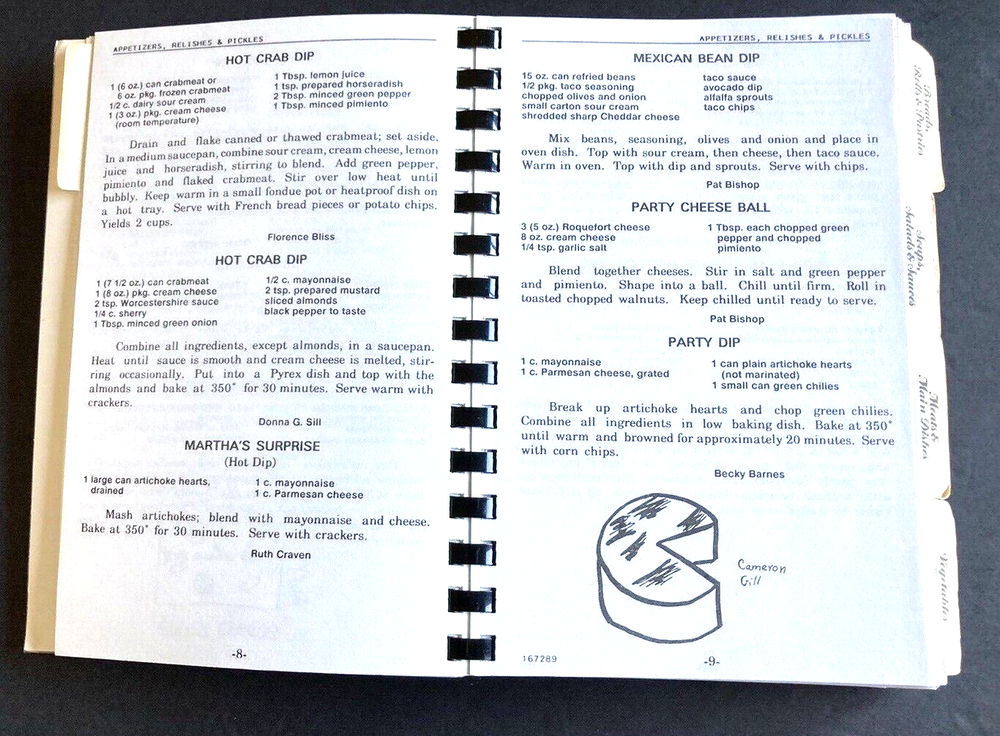 APPETIZERS, RELISHES & PICKLES
HOT CRAB DIP
1 (6 oz.) can crabmeat or
6 oz. pkg. frozen crabmeat
1/2 c. dairy sour cream
1 (3 oz.) pkg. cream cheese
(room temperature)
1 Tbsp. lemon juice
1 tsp. prepared horseradish
2 Tbsp. minced green pepper
1 Tbsp. minced pimiento
Drain and flake canned or thawed crabmeat; set aside.
In a medium saucepan, combine sour cream, cream cheese, lemon
juice and horseradish, stirring to blend. Add green pepper,
pimiento and flaked crabmeat. Stir over low heat until
bubbly. Keep warm in a small fondue pot or heatproof dish on
a hot tray. Serve with French bread pieces or potato chips.
Yields 2 cups.
Florence Bliss
HOT CRAB DIP
1 (7 1/2 oz.) can crabmeat
1 (8 oz.) pkg. cream cheese
2 tsp. Worcestershire sauce
1/4 c. sherry
1 Tbsp. minced green onion
1/2 c. mayonnaise
2 tsp. prepared mustard
sliced almonds
black pepper to taste
Combine all ingredients, except almonds, in a saucepan.
Heat until sauce is smooth and cream cheese is melted, stir-
ring occasionally. Put into a Pyrex dish and top with the
almonds and bake at 350° for 30 minutes. Serve warm with
crackers.
Donna G. Sill
MARTHA'S SURPRISE
(Hot Dip)
1 large can artichoke hearts,
drained
1 c. mayonnaise
1 c. Parmesan cheese
Mash artichokes; blend with mayonnaise and cheese.
Bake at 350° for 30 minutes. Serve with crackers.
Ruth Craven
-8-
APPETIZERS, RELISHES & PICKLES
MEXICAN BEAN DIP
15 oz. can refried beans
1/2 pkg. taco seasoning
chopped olives and onion
small carton sour cream
shredded sharp Cheddar cheese
taco sauce
avocado dip
alfalfa sprouts
taco chips
Mix beans, seasoning, olives and onion and place in
oven dish. Top with sour cream, then cheese, then taco sauce.
Warm in oven. Top with dip and sprouts. Serve with chips.
Pat Bishop
PARTY CHEESE BALL
3 (5 oz.) Roquefort cheese
8 oz. cream cheese
1/4 tsp. garlic salt
1 Tbsp. each chopped green
pepper and chopped
pimiento
Blend together cheeses. Stir in salt and green pepper
and pimiento. Shape into a ball. Chill until firm. Roll in
toasted chopped walnuts. Keep chilled until ready to serve.
Pat Bishop
PARTY DIP
1 c. mayonnaise
1 c. Parmesan cheese, grated
1 can plain artichoke hearts
(not marinated)
1 small can green chilies
Break up artichoke hearts and chop green chilies.
Combine all ingredients in low baking dish. Bake at 350°
until warm and browned for approximately 20 minutes. Serve
with corn chips.
Becky Barnes
Cameron
Gill
167289
-9-
Breads,
Rolls & Pastries
Soups,
Salads & Sauces
Meats &
Main Dishes
Vegetables